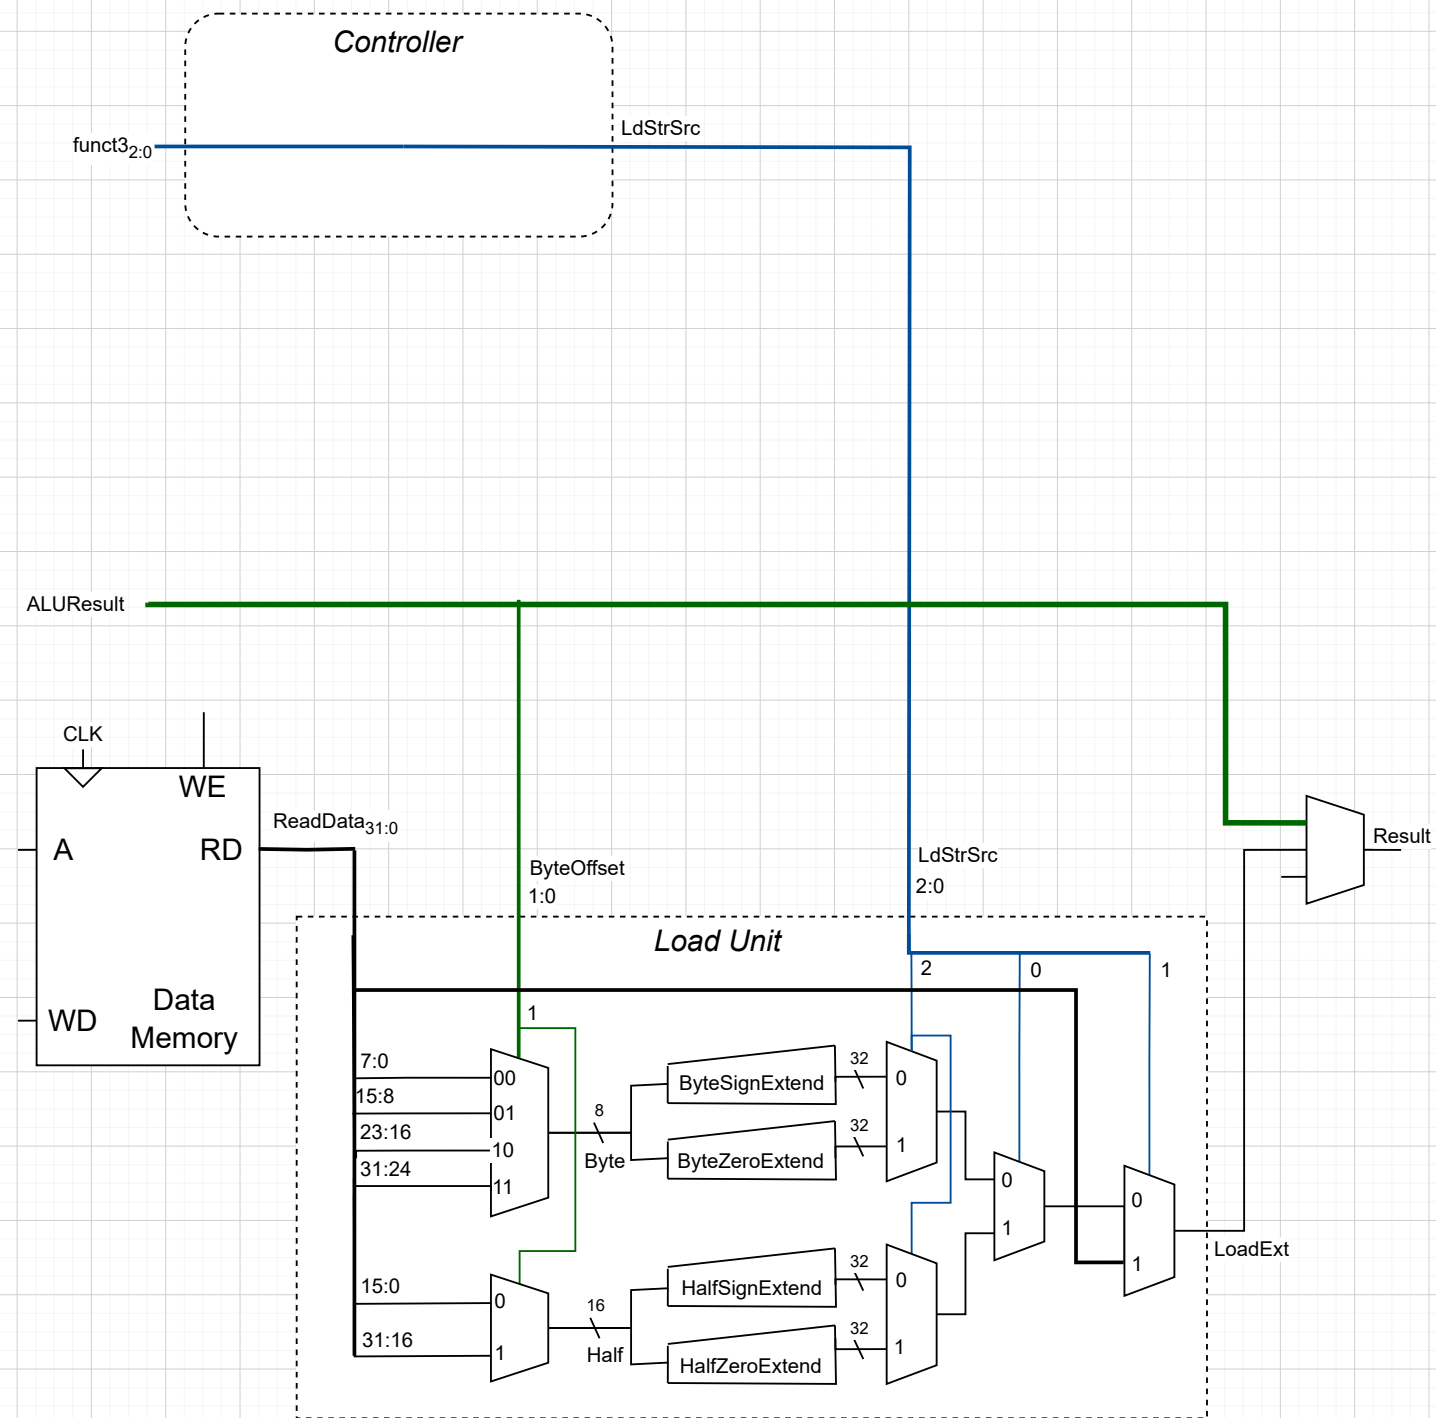 Controller
funct32:0
LdStrSrc
ALUResult
CLK
WE
A
RD
WD
Data
Memory
ReadData31:0
ByteOffset
1:0
LdStrSrc
2:0
Result
Load Unit
2
0
1
1
7:0
00
15:8
01
23:16
10
31:24
11
8
Byte
ByteSignExtend
32
0
ByteZeroExtend
32
1
0
1
0
1
LoadExt
15:0
0
31:16
1
16
Half
HalfSignExtend
32
0
HalfZeroExtend
32
1